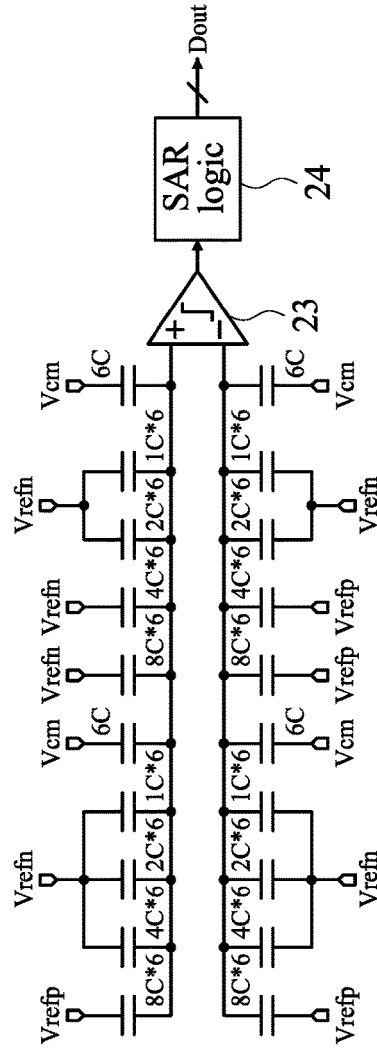 Vrefp Vrefn Vcm Vrefn Vrefn Vrefn Vcm
8C*6 4C*6 2C*6 1C*6 6C 8C*6 4C*6 2C*6 1C*6 6C
8C*6 4C*6 2C*6 1C*6 6C 8C*6 4C*6 2C*6 1C*6 6C
Vrefp Vrefn Vcm Vrefp Vrefp Vrefn Vcm
+
−
23
SAR
logic
24
Dout